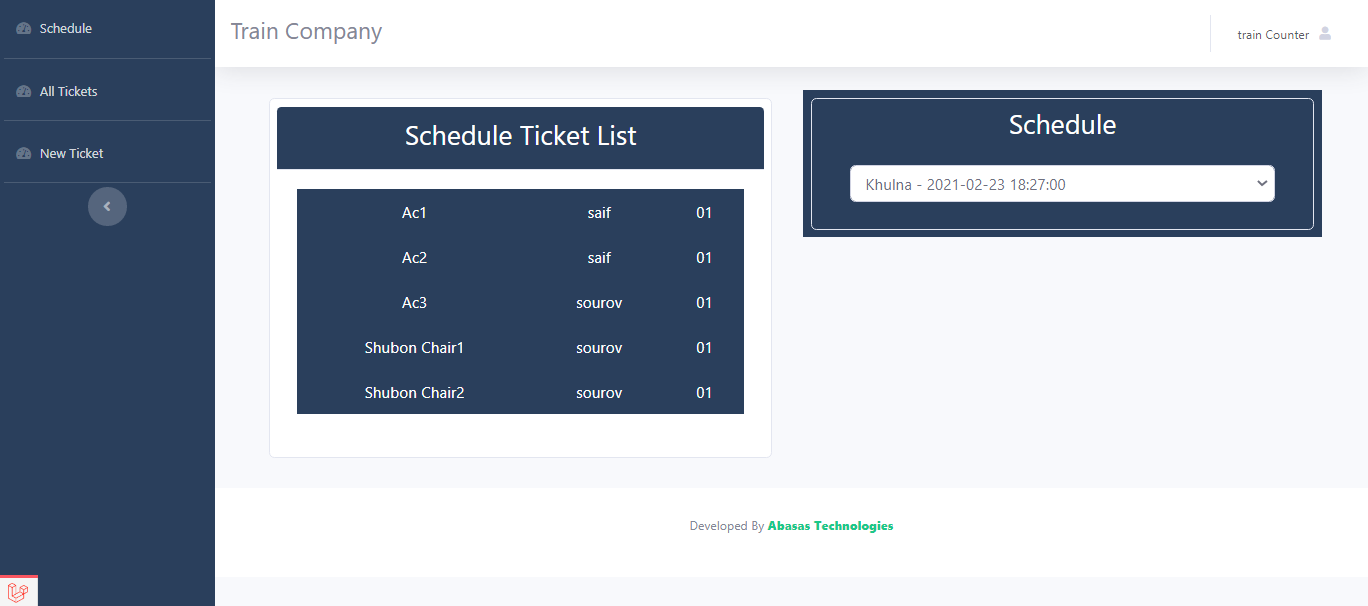 Schedule
All Tickets
New Ticket
Train Company
train Counter
Schedule Ticket List
Ac1 saif 01
Ac2 saif 01
Ac3 sourov 01
Shubon Chair1 sourov 01
Shubon Chair2 sourov 01
Schedule
Khulna - 2021-02-23 18:27:00
Developed By Abasas Technologies